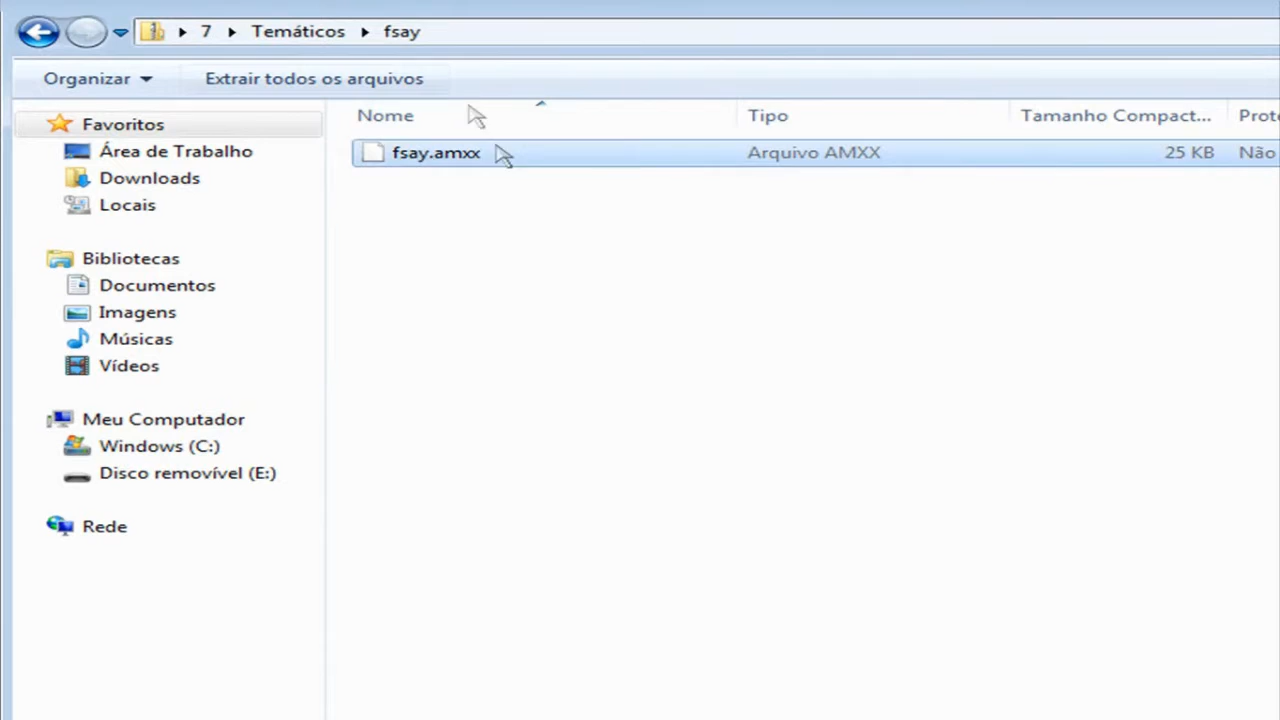 7 Temáticos fsay
Organizar Extrair todos os arquivos
Nome Tipo Tamanho Compact... Prote
fsay.amxx Arquivo AMXX 25 KB Não
Favoritos
Área de Trabalho
Downloads
Locais
Bibliotecas
Documentos
Imagens
Músicas
Vídeos
Meu Computador
Windows (C:)
Disco removível (E:)
Rede